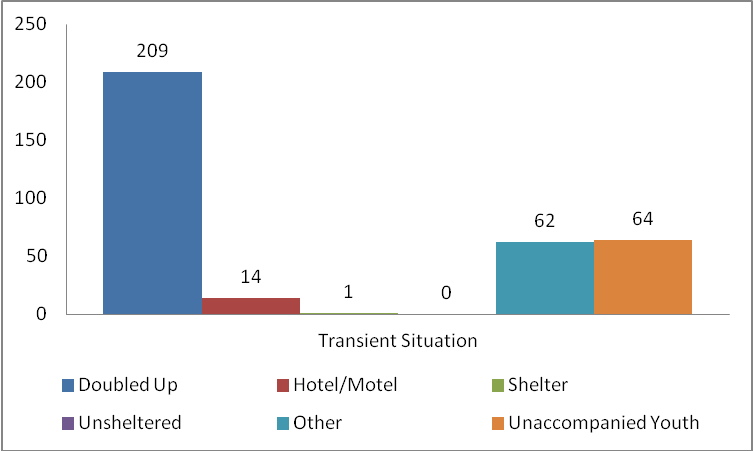 250
209
200
150
100
62
64
50
14
1
0
0
Transient Situation
Doubled Up
Hotel/Motel
Shelter
Unsheltered
Other
Unaccompanied Youth